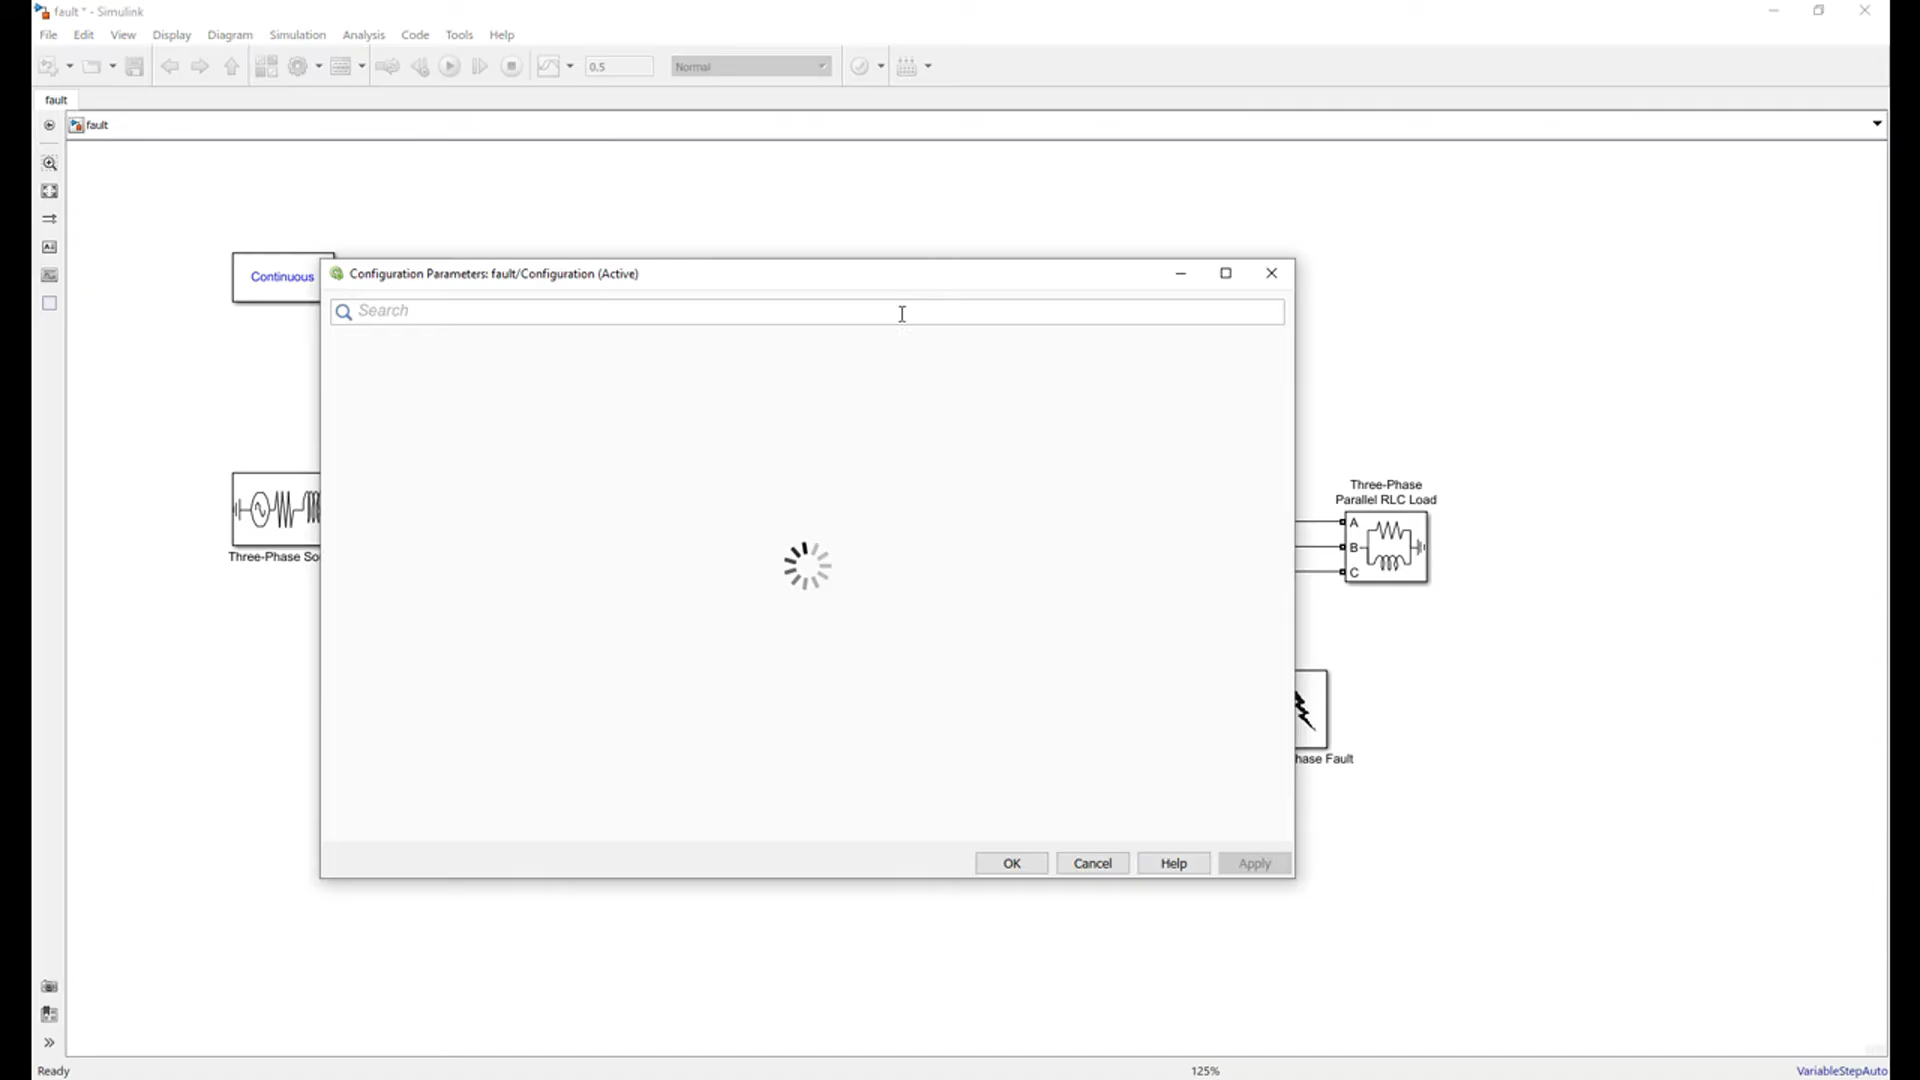 fault * - Simulink
File Edit View Display Diagram Simulation Analysis Code Tools Help
0.5 Normal
fault
fault
Continuous
Configuration Parameters: fault/Configuration (Active)
Search
Three-Phase
Parallel RLC Load
A
B
C
Three-Phase So
hase Fault
OK Cancel Help Apply
Ready 125% VariableStepAuto